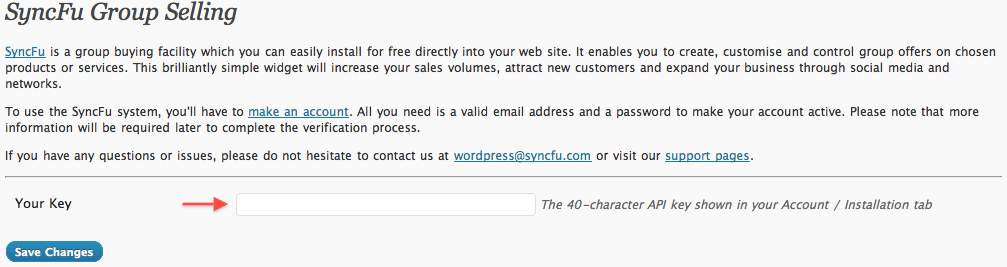 SyncFu Group Selling
SyncFu is a group buying facility which you can easily install for free directly into your web site. It enables you to create, customise and control group offers on chosen
products or services. This brilliantly simple widget will increase your sales volumes, attract new customers and expand your business through social media and
networks.
To use the SyncFu system, you'll have to make an account. All you need is a valid email address and a password to make your account active. Please note that more
information will be required later to complete the verification process.
If you have any questions or issues, please do not hesitate to contact us at wordpress@syncfu.com or visit our support pages.
Your Key The 40-character API key shown in your Account / Installation tab
Save Changes